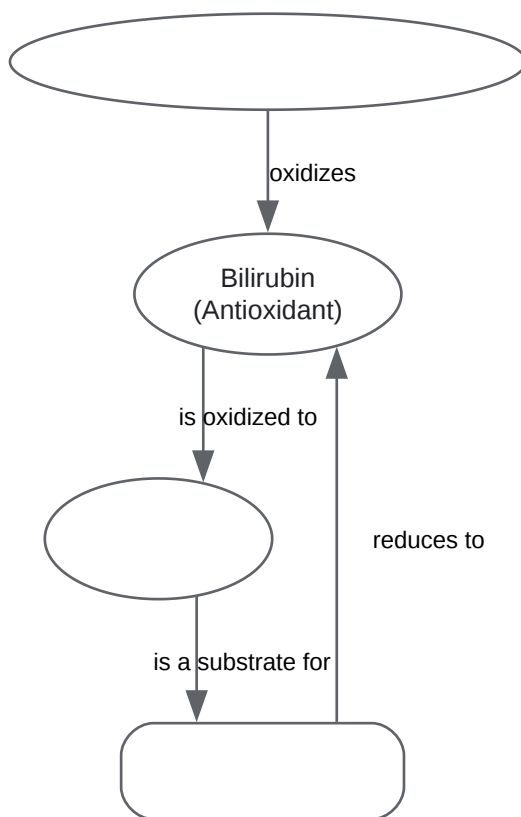 oxidizes
Bilirubin
(Antioxidant)
is oxidized to
reduces to
is a substrate for